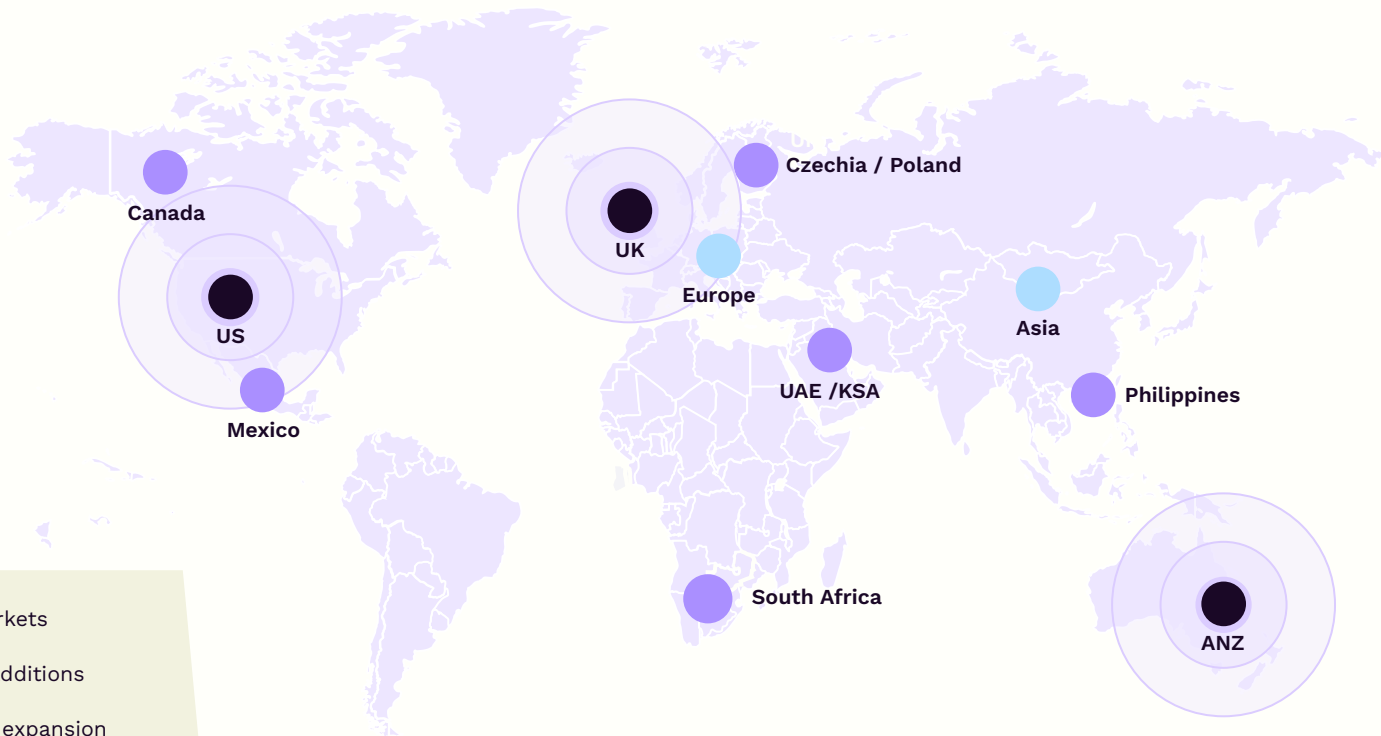 Czechia / Poland
Canada
UK
Europe
Asia
US
UAE /KSA
Philippines
Mexico
South Africa
rkets
ANZ
dditions
expansion